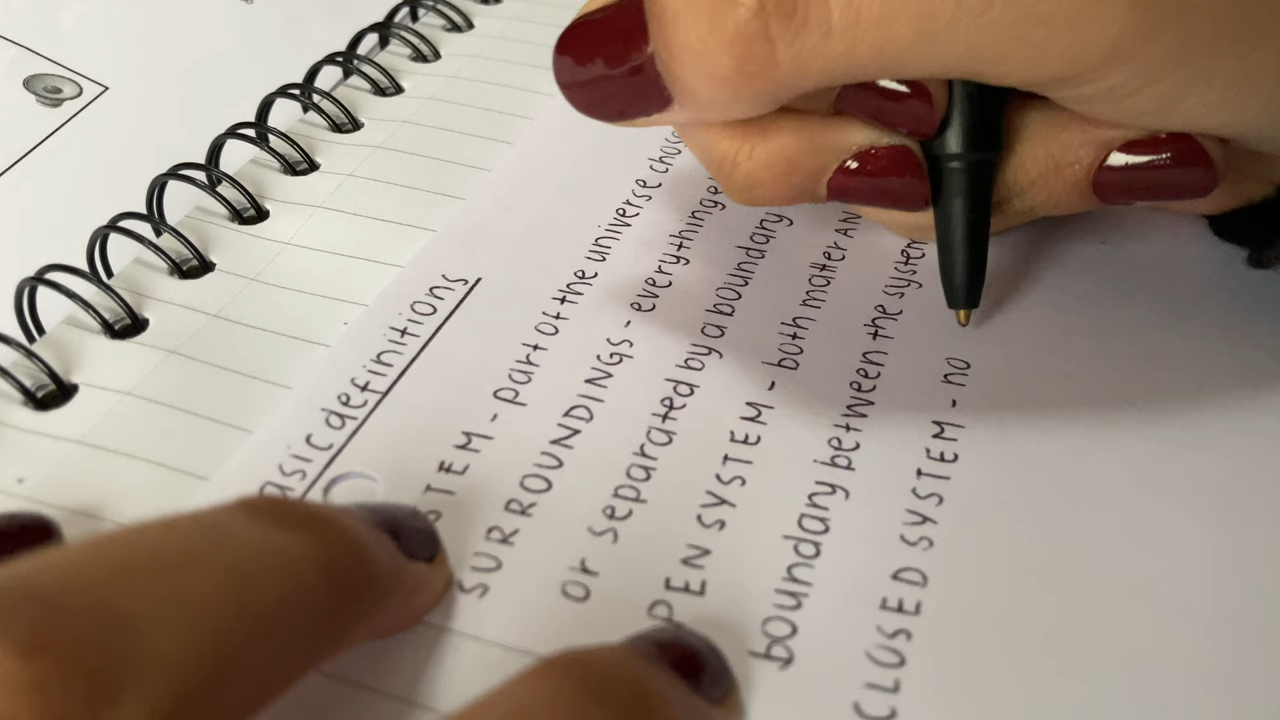 asic definitions
STEM - part of the universe chos
SURROUNDINGS - everything e
or separated by a boundary
PEN SYSTEM - both matter AN
boundary between the system
CLOSED SYSTEM - no